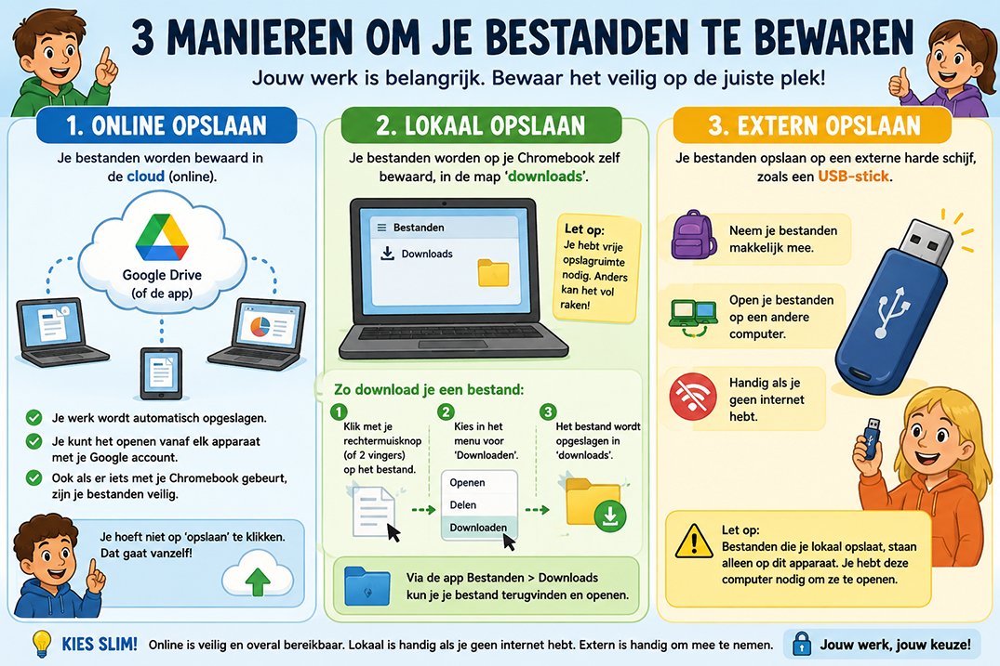 3 MANIEREN OM JE BESTANDEN TE BEWAREN
Jouw werk is belangrijk. Bewaar het veilig op de juiste plek!
1. ONLINE OPSLAAN
Je bestanden worden bewaard in
de cloud (online).
Google Drive
(of de app)
Je werk wordt automatisch opgeslagen.
Je kunt het openen vanaf elk apparaat
met je Google account.
Ook als er iets met je Chromebook gebeurt,
zijn je bestanden veilig.
Je hoeft niet op 'opslaan' te klikken.
Dat gaat vanzelf!
2. LOKAAL OPSLAAN
Je bestanden worden op je Chromebook zelf
bewaard, in de map 'downloads'.
Bestanden
Downloads
Let op:
Je hebt vrije
opslagruimte
nodig. Anders
kan het vol
raken!
Zo download je een bestand:
1
Klik met je
rechtermuisknop
(of 2 vingers)
op het bestand.
2
Kies in het
menu voor
'Downloaden'.
Openen
Delen
Downloaden
3
Het bestand wordt
opgeslagen in
'downloads'.
Via de app Bestanden > Downloads
kun je je bestand terugvinden en openen.
3. EXTERN OPSLAAN
Je bestanden opslaan op een externe harde schijf,
zoals een USB-stick.
Neem je bestanden
makkelijk mee.
Open je bestanden
op een andere
computer.
Handig als je
geen internet
hebt.
Let op:
Bestanden die je lokaal opslaat, staan
alleen op dit apparaat. Je hebt deze
computer nodig om ze te openen.
KIES SLIM! Online is veilig en overal bereikbaar. Lokaal is handig als je geen internet hebt. Extern is handig om mee te nemen.
Jouw werk, jouw keuze!